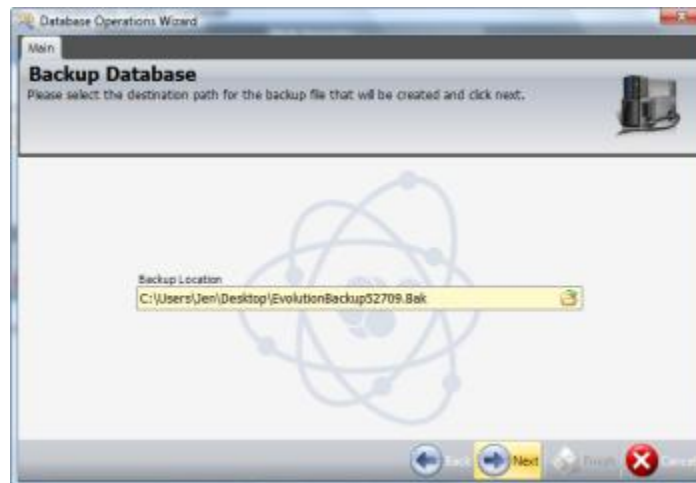 Database Operations Wizard
Main
Backup Database
Please select the destination path for the backup file that will be created and click next.
Backup Location
C:\Users\Jen\Desktop\EvolutionBackup52709.Bak
Back
Next
Finish
Cancel